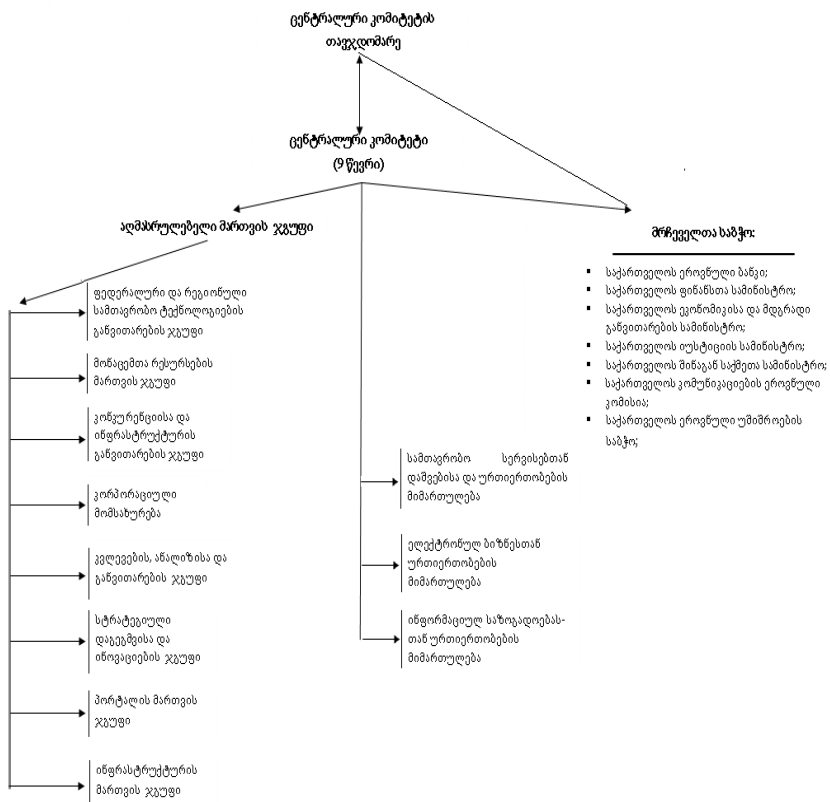 ცენტრალური კომიტეტის
თავჯდომარე
ცენტრალური კომიტეტი
(9 წევრი)
აღმასრულებელი მართვის ჯგუფი
ფედერალური და რეგიონული
სამთავრობო ტექნოლოგიების
განვითარების ჯგუფი
მონაცემთა რესურსების
მართვის ჯგუფი
კონკურენციისა და
ინფრასტრუქტურის
განვითარების ჯგუფი
კორპორაციული
მომსახურება
კვლევების, ანალიზისა და
განვითარების ჯგუფი
სტრატეგიული
დაგეგმვისა და
ინოვაციების ჯგუფი
პორტალის მართვის
ჯგუფი
ინფრასტრუქტურის
მართვის ჯგუფი
სამთავრობო სერვისებთან
დაშვებისა და ურთიერთობების
მიმართულება
ელექტრონულ ბიზნესთან
ურთიერთობების
მიმართულება
ინფორმაციულ საზოგადოებას-
თან ურთიერთობების
მიმართულება
მრჩეველთა საბჭო:
▪ საქართველოს ეროვნული ბანკი;
▪ საქართველოს ფინანსთა სამინისტრო;
▪ საქართველოს ეკონომიკისა და მდგრადი
განვითარების სამინისტრო;
▪ საქართველოს იუსტიციის სამინისტრო;
▪ საქართველოს შინაგან საქმეთა სამინისტრო;
▪ საქართველოს კომუნიკაციების ეროვნული
კომისია;
▪ საქართველოს ეროვნული უშიშროების
საბჭო;